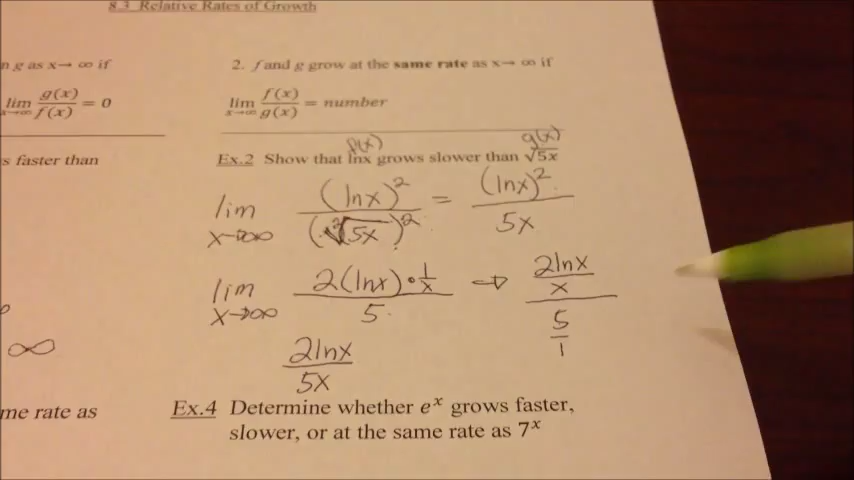 8.3 Relative Rates of Growth
n g as x→ ∞ if
lim x→∞ g(x)/f(x) = 0
s faster than
∞
me rate as
2. f and g grow at the same rate as x→ ∞ if
lim x→∞ f(x)/g(x) = number
f(x) g(x)
Ex.2 Show that lnx grows slower than √5x
lim x→∞ (lnx)²/(²√5x)² = (lnx)²/5x
lim x→∞ 2(lnx)•1/x / 5 → 2lnx/x / 5/1
2lnx/5x
Ex.4 Determine whether eˣ grows faster,
slower, or at the same rate as 7ˣ